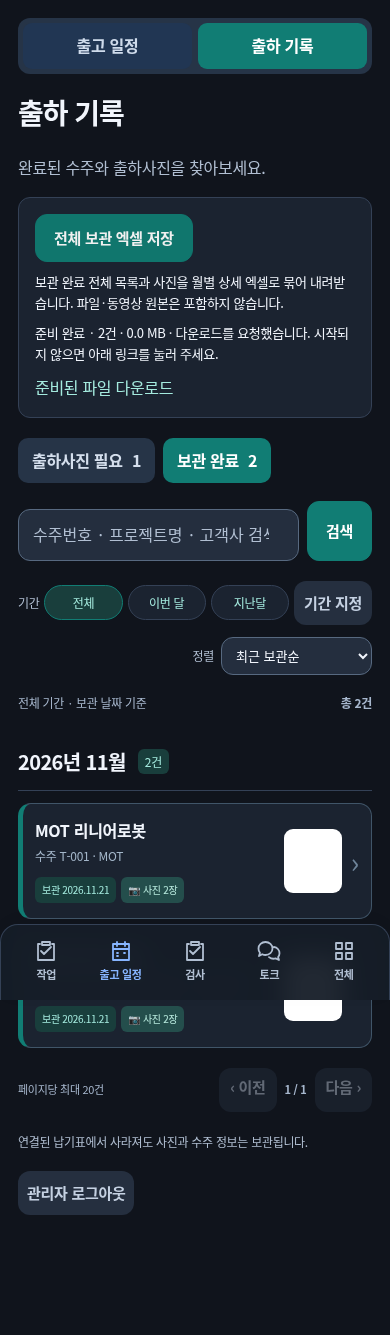 출고 일정
출하 기록
출하 기록
완료된 수주와 출하사진을 찾아보세요.
전체 보관 엑셀 저장
보관 완료 전체 목록과 사진을 월별 상세 엑셀로 묶어 내려받
습니다. 파일·동영상 원본은 포함하지 않습니다.
준비 완료 · 2건 · 0.0 MB · 다운로드를 요청했습니다. 시작되
지 않으면 아래 링크를 눌러 주세요.
준비된 파일 다운로드
출하사진 필요 1
보관 완료 2
수주번호 · 프로젝트명 · 고객사
검색
기간
전체
이번 달
지난달
기간 지정
정렬
최근 보관순
전체 기간 · 보관 날짜 기준
총 2건
2026년 11월
2건
MOT 리니어로봇
수주 T-001 · MOT
보관 2026.11.21
📷 사진 2장
›
작업
출고 일정
검사
토크
전체
보관 2026.11.21
📷 사진 2장
페이지당 최대 20건
‹ 이전
1 / 1
다음 ›
연결된 납기표에서 사라져도 사진과 수주 정보는 보관됩니다.
관리자 로그아웃